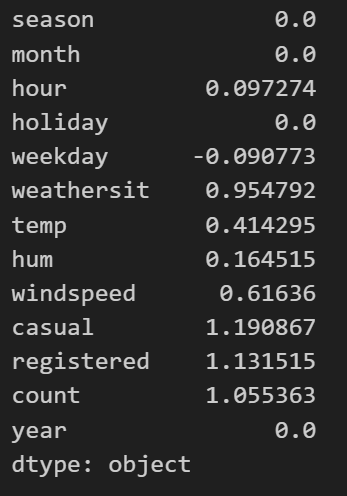 season 0.0
month 0.0
hour 0.097274
holiday 0.0
weekday -0.090773
weathersit 0.954792
temp 0.414295
hum 0.164515
windspeed 0.61636
casual 1.190867
registered 1.131515
count 1.055363
year 0.0
dtype: object